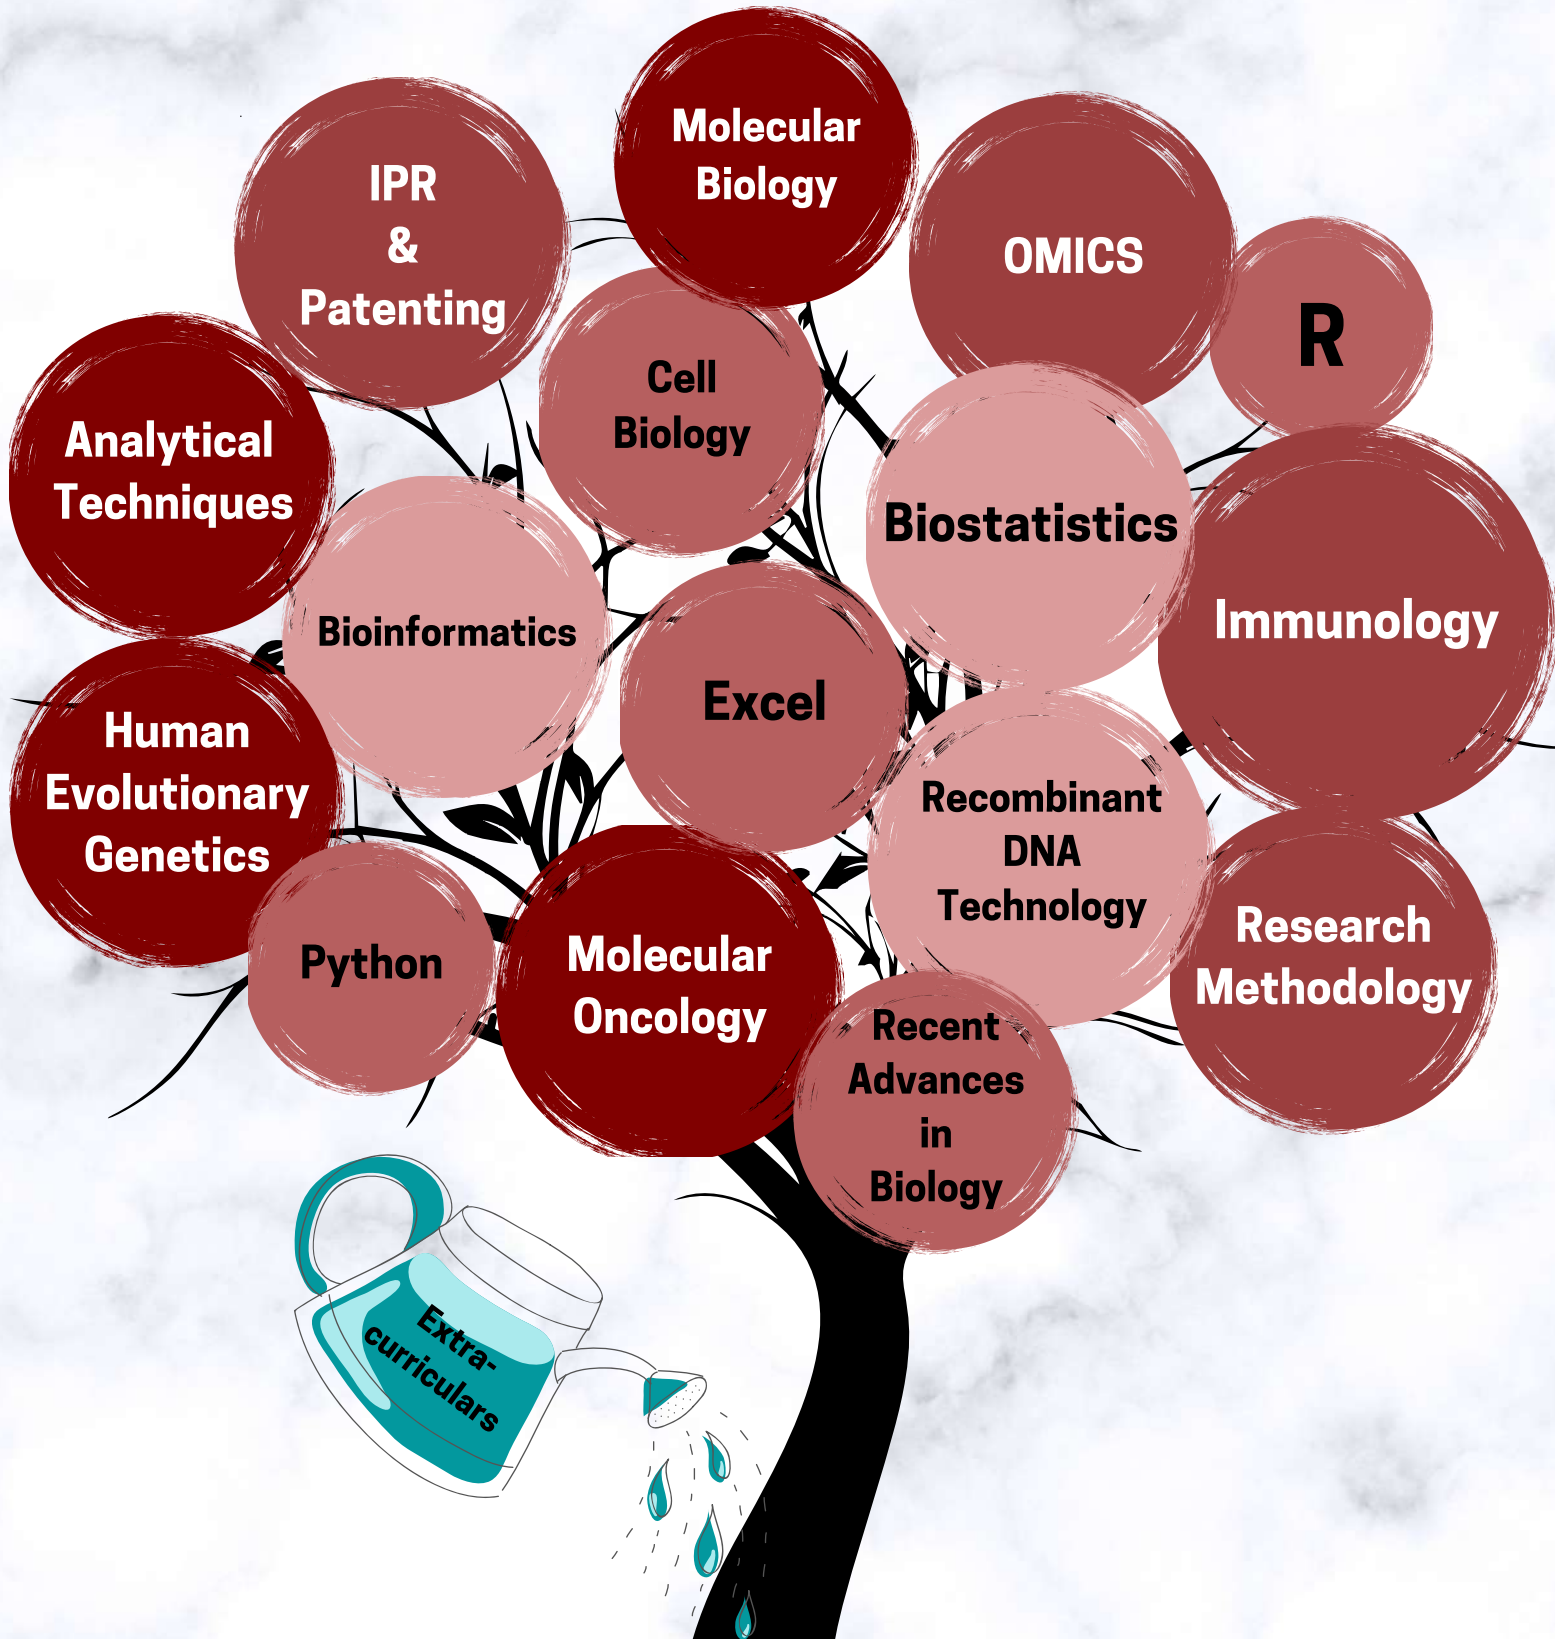 Molecular
Biology
IPR
&
Patenting
OMICS
R
Cell
Biology
Analytical
Techniques
Biostatistics
Immunology
Bioinformatics
Excel
Human
Evolutionary
Genetics
Recombinant
DNA
Technology
Research
Methodology
Python
Molecular
Oncology
Recent
Advances
in
Biology
Extra-
curriculars